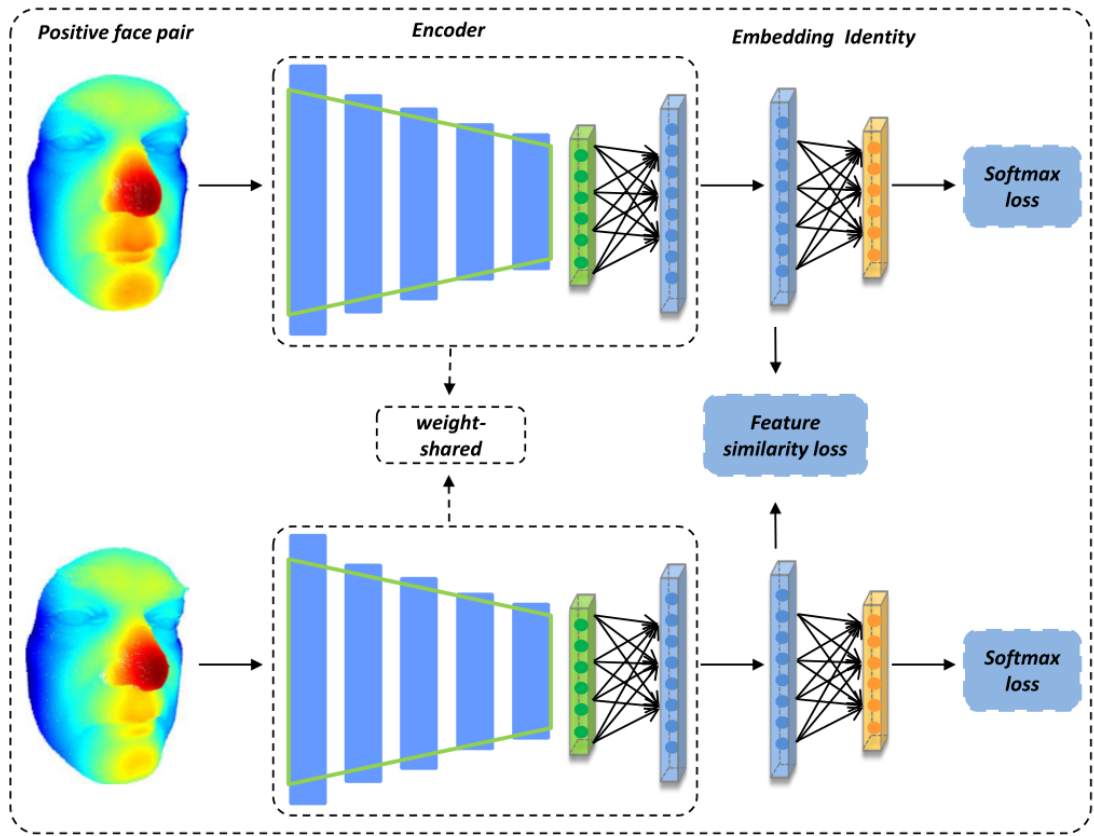 Positive face pair
Encoder
Embedding Identity
Softmax
loss
weight-
shared
Feature
similarity loss
Softmax
loss